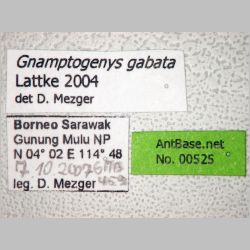 Gnamptogenys gabata
Lattke 2004
det D. Mezger
Borneo Sarawak
Gunung Mulu NP
N 04° 02 E 114° 48
10
leg. D. Mezger
AntBase.net
No. 00525